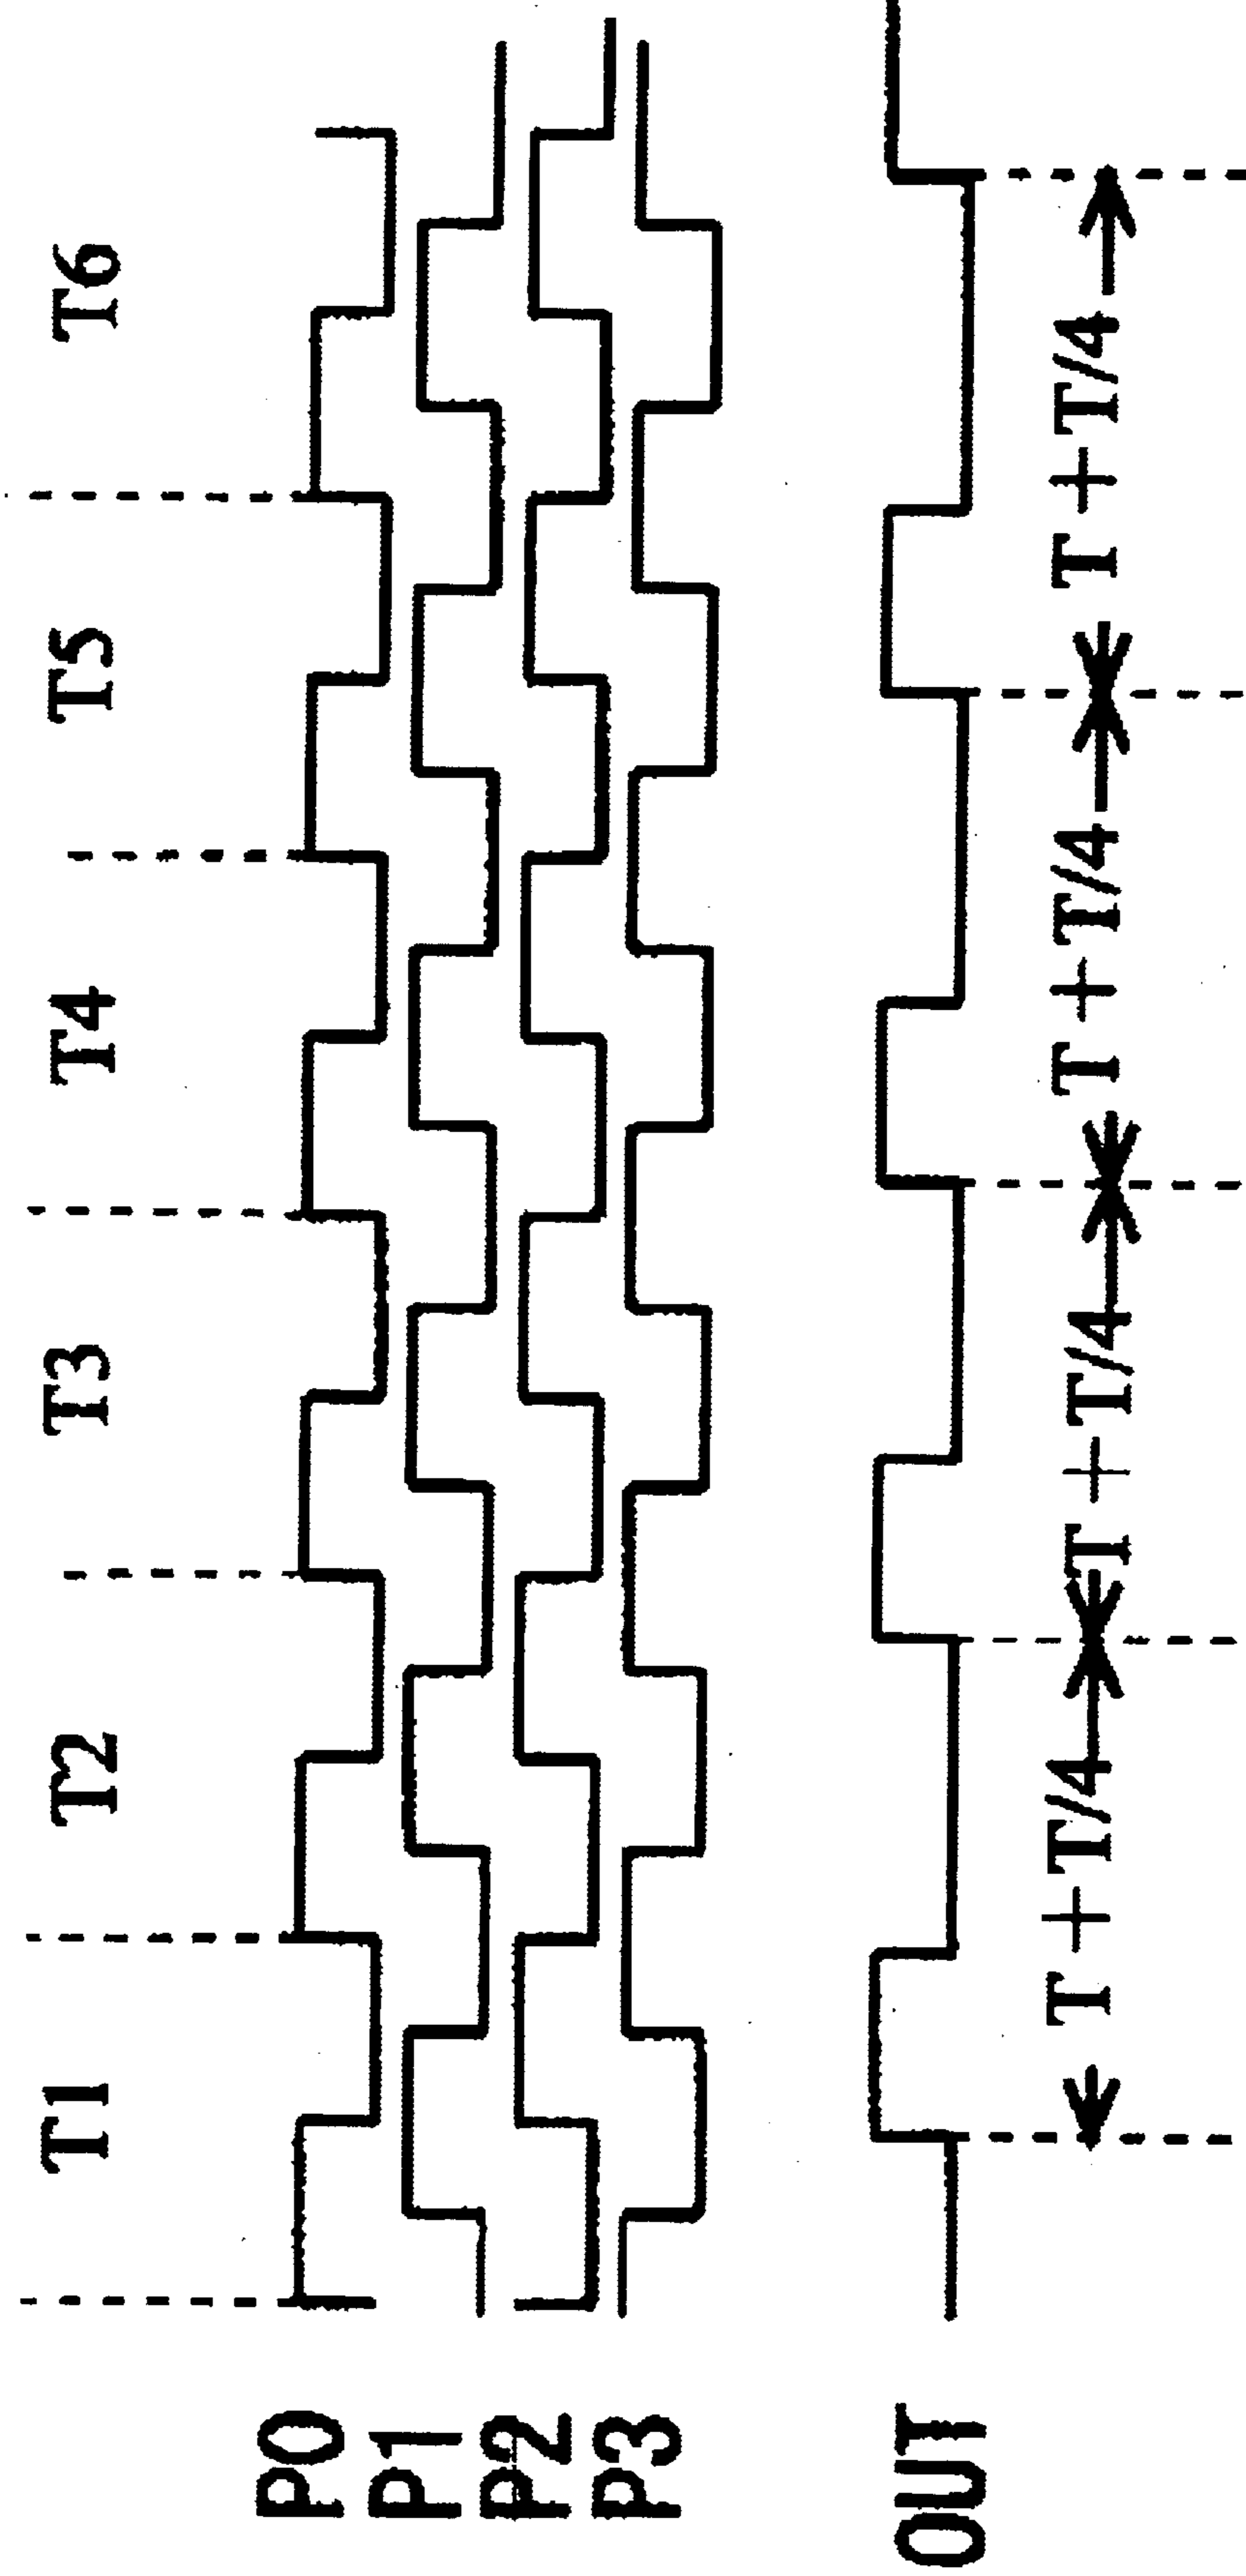 T1 T2 T3 T4 T5 T6
P0
P1
P2
P3
OUT
T + T/4 T + T/4 T + T/4 T + T/4